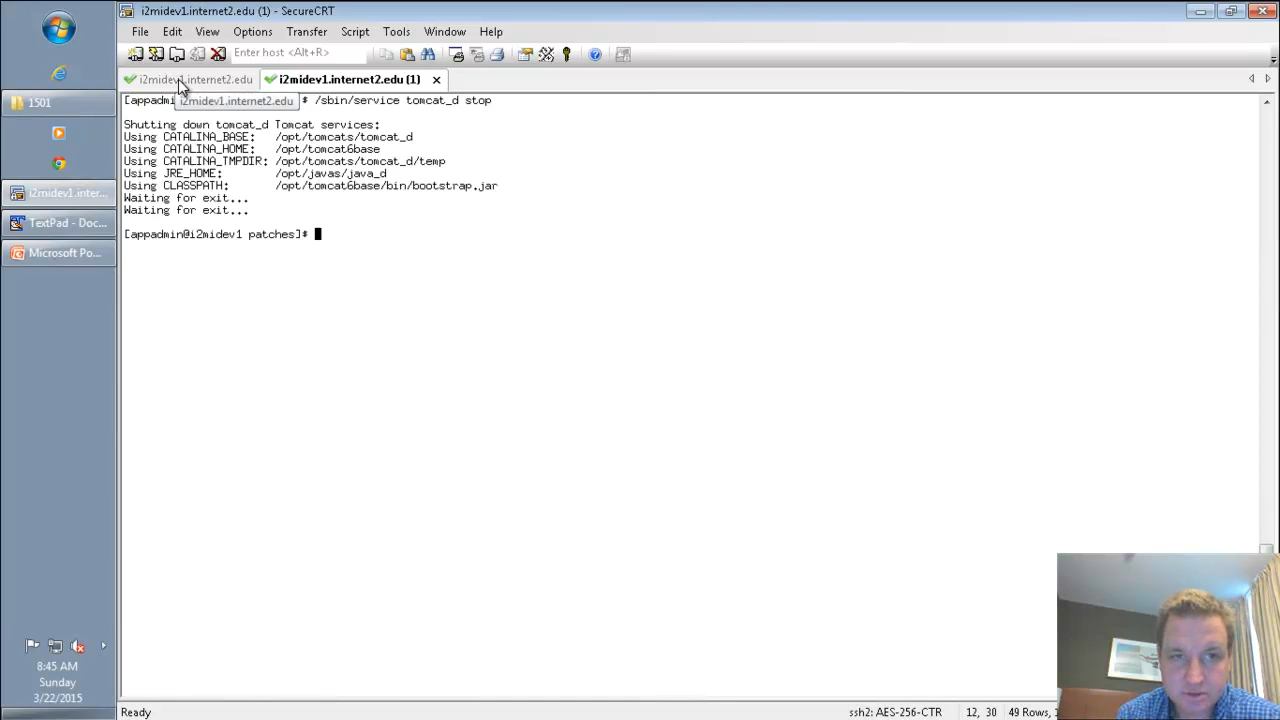 i2midev1.internet2.edu (1) - SecureCRT
File Edit View Options Transfer Script Tools Window Help
Enter host <Alt+R>
i2midev1.internet2.edu
i2midev1.internet2.edu (1)
i2midev1.internet2.edu
[appadmin # /sbin/service tomcat_d stop
Shutting down tomcat_d Tomcat services:
Using CATALINA_BASE: /opt/tomcats/tomcat_d
Using CATALINA_HOME: /opt/tomcat6base
Using CATALINA_TMPDIR: /opt/tomcats/tomcat_d/temp
Using JRE_HOME: /opt/javas/java_d
Using CLASSPATH: /opt/tomcat6base/bin/bootstrap.jar
Waiting for exit...
Waiting for exit...
[appadmin@i2midev1 patches]#
1501
i2midev1.inter...
TextPad - Doc...
Microsoft Po...
8:45 AM
Sunday
3/22/2015
Ready
ssh2: AES-256-CTR
12, 30
49 Rows,